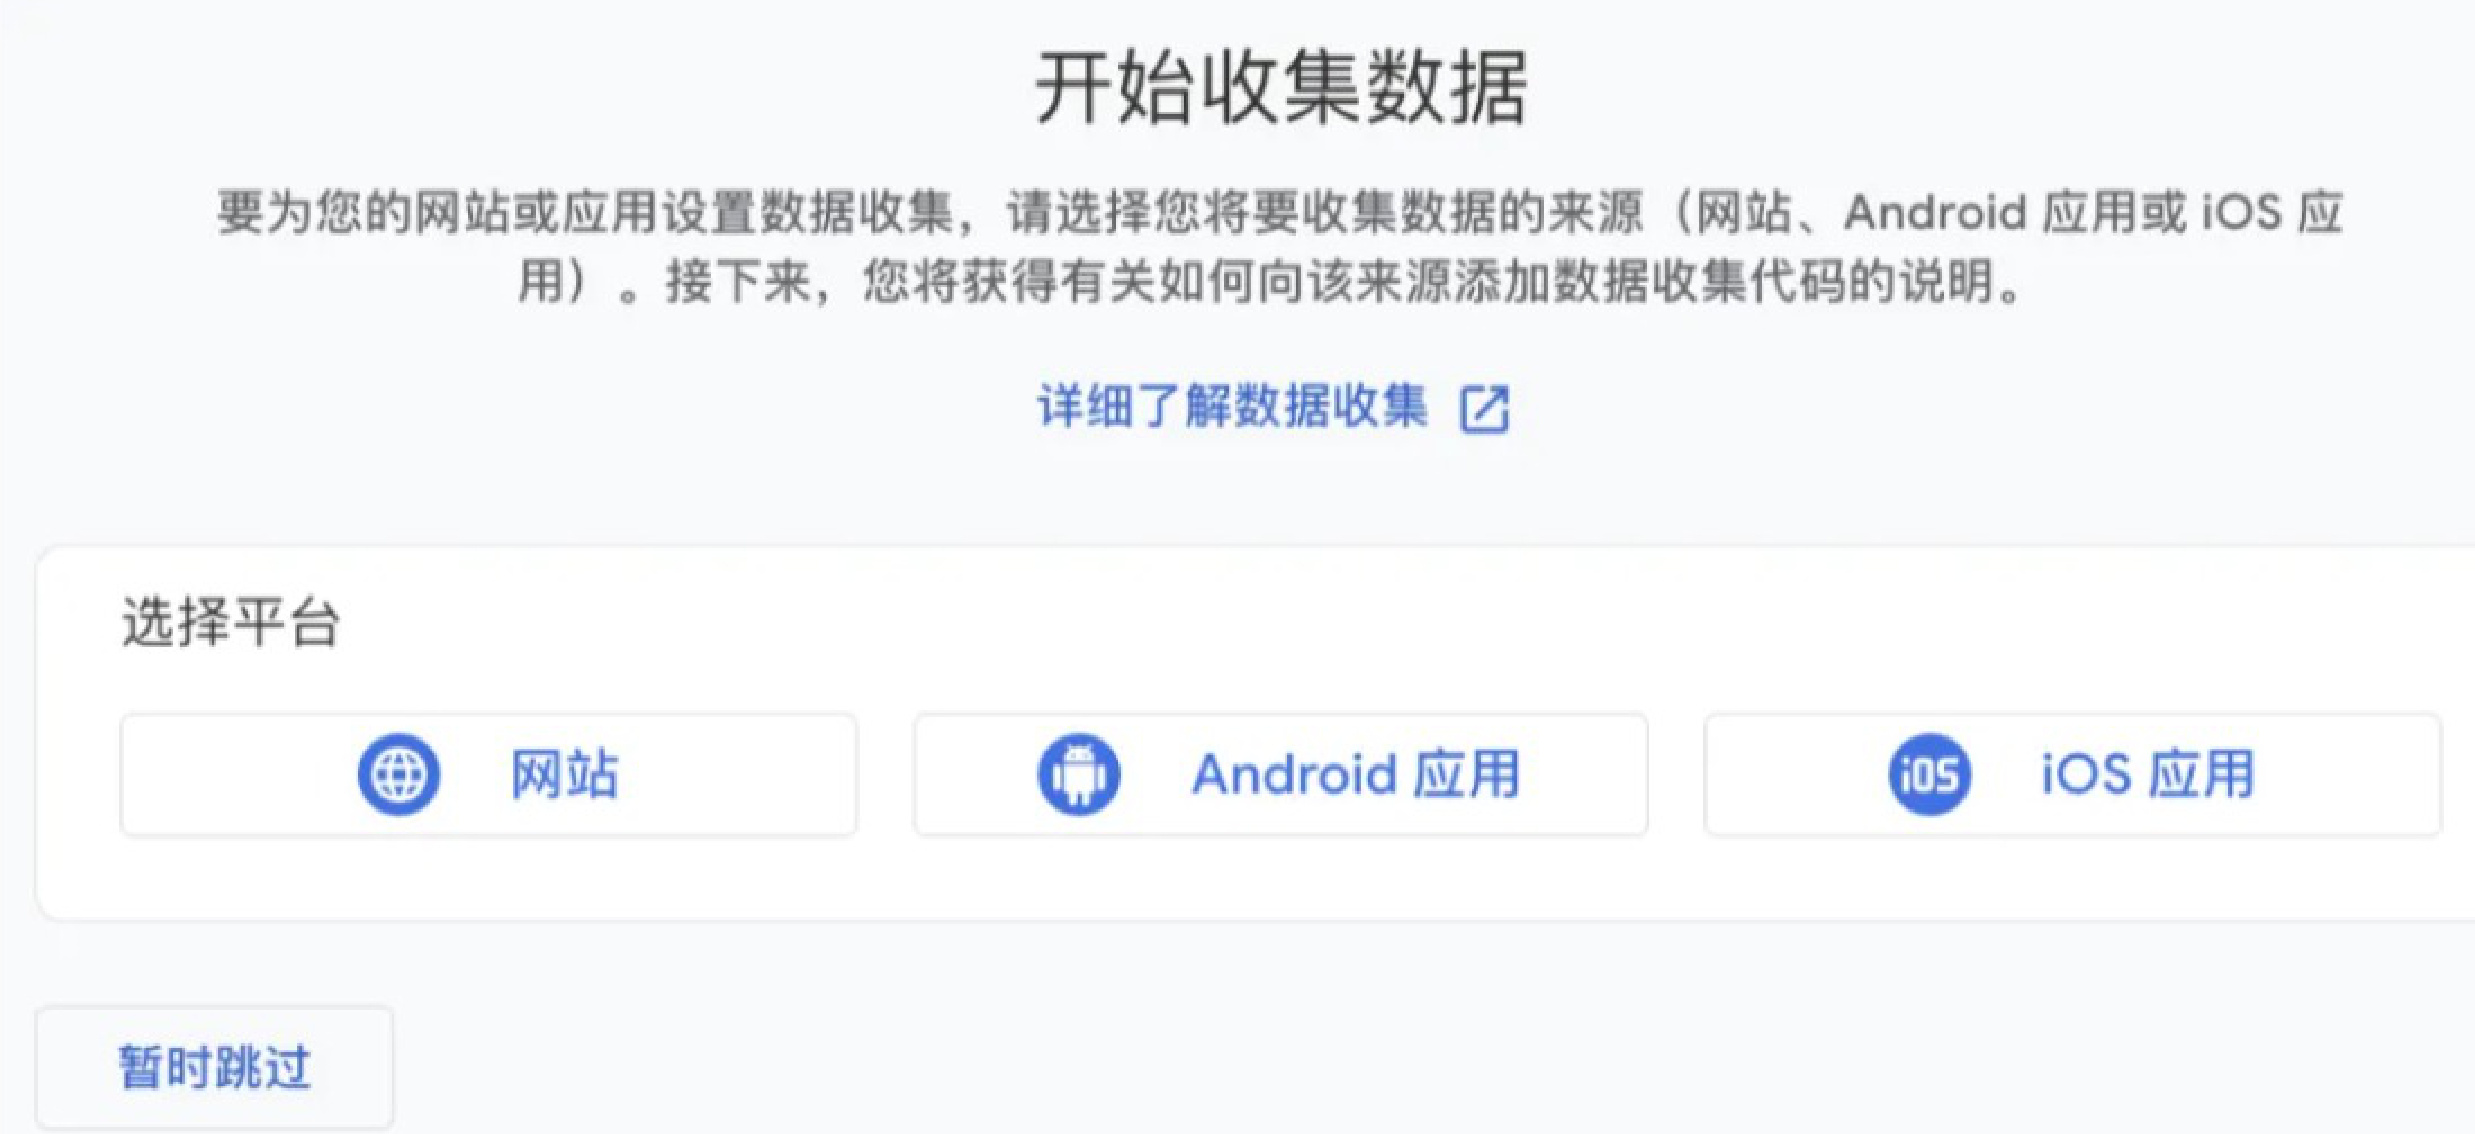 开始收集数据
要为您的网站或应用设置数据收集，请选择您将要收集数据的来源（网站、Android 应用或 iOS 应
用）。接下来，您将获得有关如何向该来源添加数据收集代码的说明。
详细了解数据收集
选择平台
网站
Android 应用
iOS iOS 应用
暂时跳过